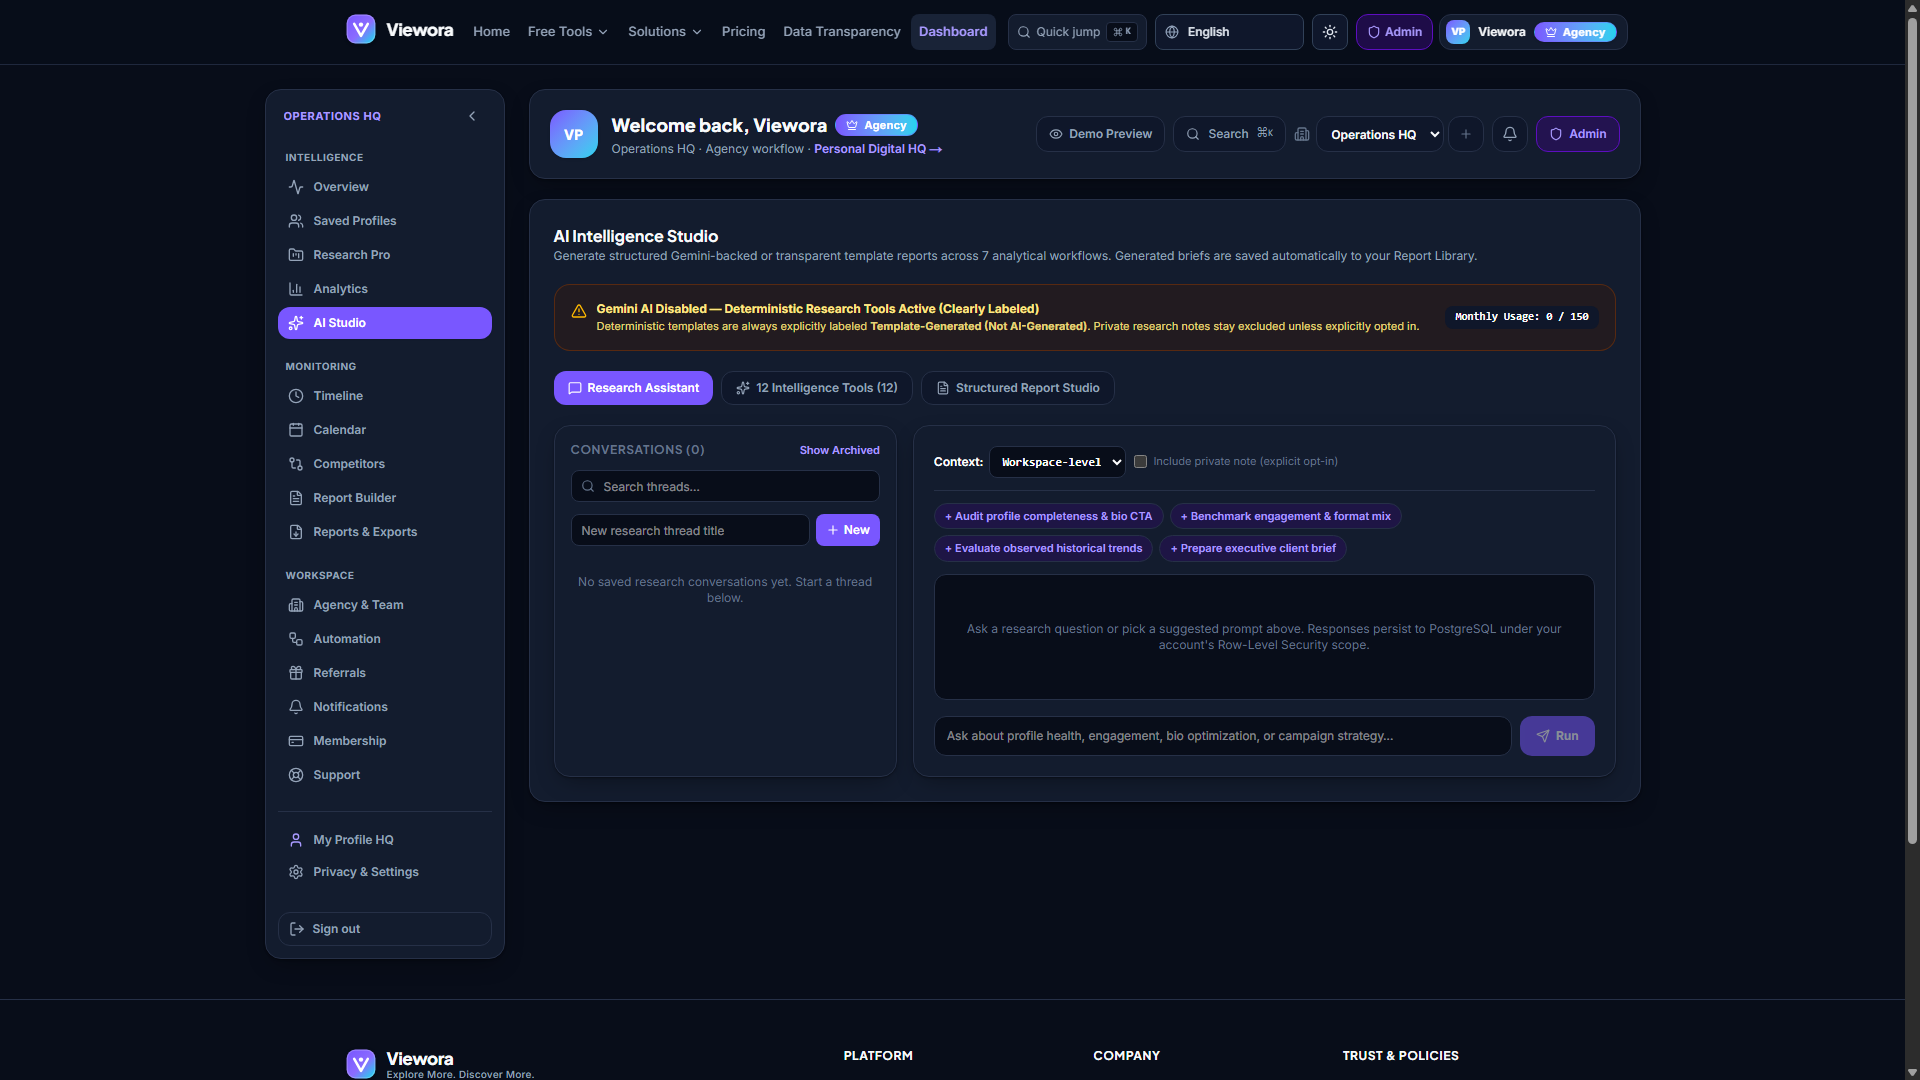 Viewora
Home
Free Tools
Solutions
Pricing
Data Transparency
Dashboard
Quick jump
⌘ K
English
Admin
VP
Viewora
Agency
OPERATIONS HQ
INTELLIGENCE
Overview
Saved Profiles
Research Pro
Analytics
AI Studio
MONITORING
Timeline
Calendar
Competitors
Report Builder
Reports & Exports
WORKSPACE
Agency & Team
Automation
Referrals
Notifications
Membership
Support
My Profile HQ
Privacy & Settings
Sign out
VP
Welcome back, Viewora
Agency
Operations HQ · Agency workflow · Personal Digital HQ →
Demo Preview
Search ⌘K
Operations HQ
+
Admin
AI Intelligence Studio
Generate structured Gemini-backed or transparent template reports across 7 analytical workflows. Generated briefs are saved automatically to your Report Library.
Gemini AI Disabled — Deterministic Research Tools Active (Clearly Labeled)
Deterministic templates are always explicitly labeled Template-Generated (Not AI-Generated). Private research notes stay excluded unless explicitly opted in.
Monthly Usage: 0 / 150
Research Assistant
12 Intelligence Tools (12)
Structured Report Studio
CONVERSATIONS (0)
Show Archived
Search threads...
New research thread title
+ New
No saved research conversations yet. Start a thread
below.
Context:
Workspace-level
Include private note (explicit opt-in)
+ Audit profile completeness & bio CTA
+ Benchmark engagement & format mix
+ Evaluate observed historical trends
+ Prepare executive client brief
Ask a research question or pick a suggested prompt above. Responses persist to PostgreSQL under your
account's Row-Level Security scope.
Ask about profile health, engagement, bio optimization, or campaign strategy...
Run
Viewora
Explore More. Discover More.
PLATFORM
COMPANY
TRUST & POLICIES